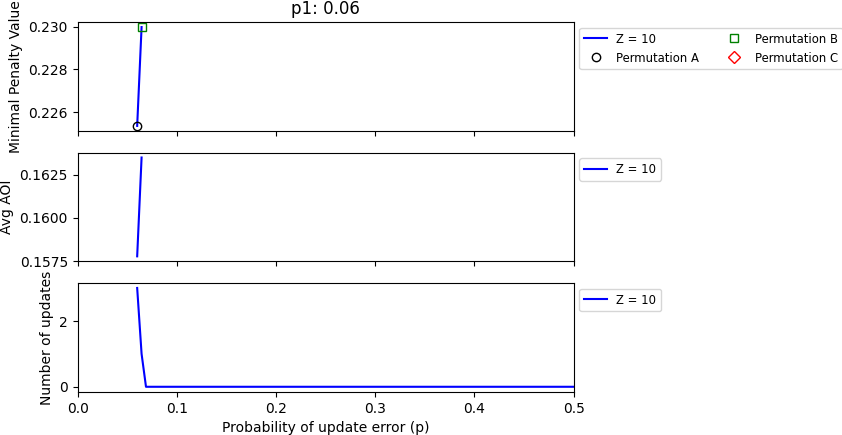 p1: 0.06
Minimal Penalty Value
0.230
0.228
0.226
Z = 10
Permutation A
Permutation B
Permutation C
Avg AOI
0.1625
0.1600
0.1575
Z = 10
Number of updates
2
0
Z = 10
0.0 0.1 0.2 0.3 0.4 0.5
Probability of update error (p)